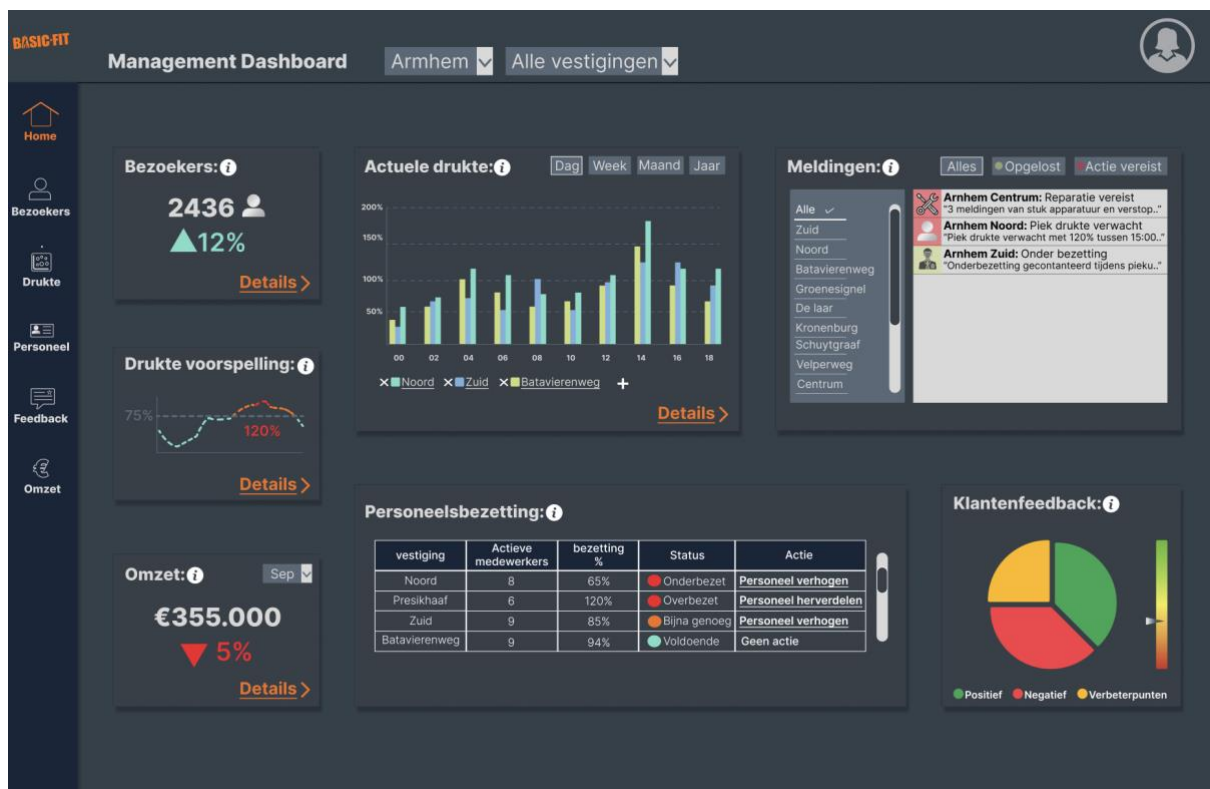 BASIC-FIT
Management Dashboard
Armhem
Alle vestigingen
Home
Bezoekers
Drukte
Personeel
Feedback
Omzet
Bezoekers:
2436
12%
Details
Drukte voorspelling:
75%
120%
Details
Omzet:
Sep
€355.000
5%
Details
Actuele drukte:
Dag Week Maand Jaar
200%
150%
100%
50%
00 02 04 06 08 10 12 14 16 18
Noord Zuid Batavierenweg +
Details
Meldingen:
Alles Opgelost Actie vereist
Alle
Zuid
Noord
Batavierenweg
Groenesignel
De laar
Kronenburg
Schuytgraaf
Velperweg
Centrum
Arnhem Centrum: Reparatie vereist
"3 meldingen van stuk apparatuur en verstop.."
Arnhem Noord: Piek drukte verwacht
"Piek drukte verwacht met 120% tussen 15:00.."
Arnhem Zuid: Onder bezetting
"Onderbezetting gecontanteerd tijdens pieku.."
Personeelsbezetting:
vestiging Actieve medewerkers bezetting % Status Actie
Noord 8 65% Onderbezet Personeel verhogen
Presikhaaf 6 120% Overbezet Personeel herverdelen
Zuid 9 85% Bijna genoeg Personeel verhogen
Batavierenweg 9 94% Voldoende Geen actie
Klantenfeedback:
Positief Negatief Verbeterpunten